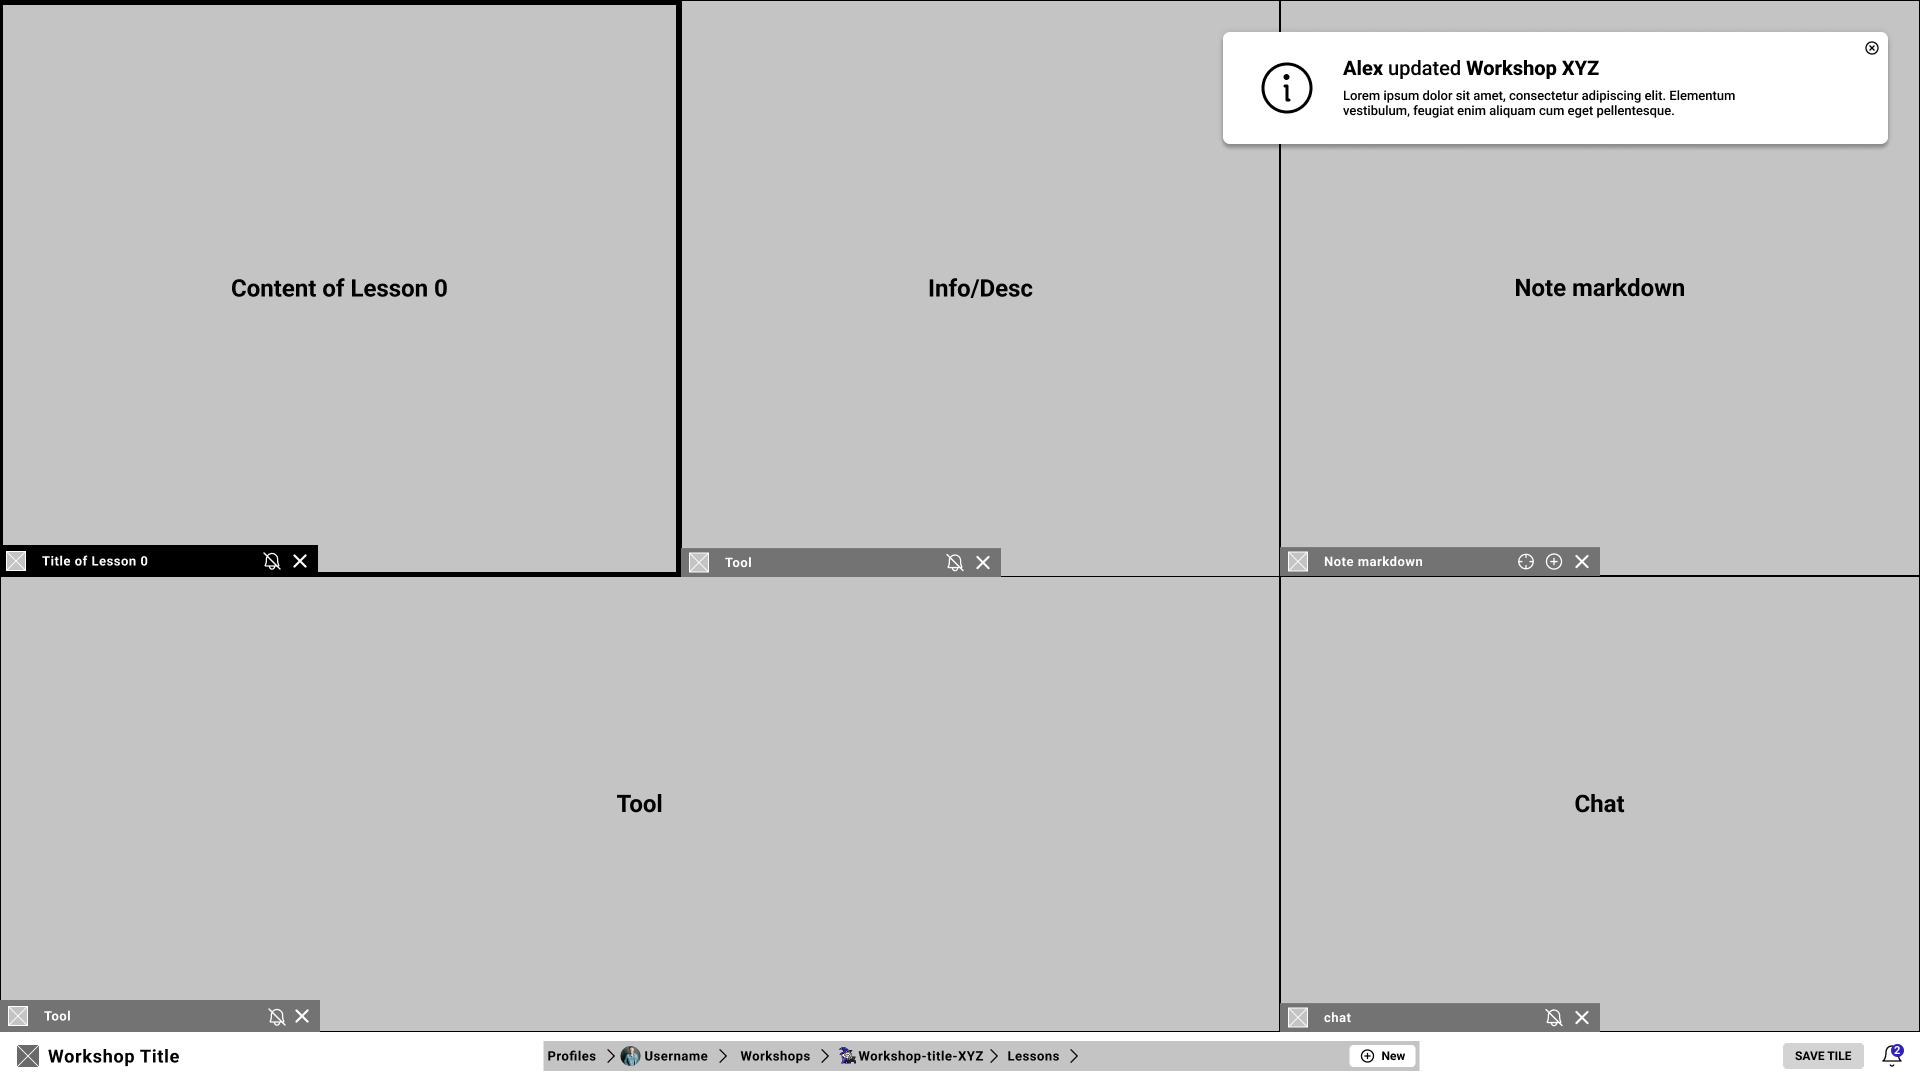 Alex updated Workshop XYZ
Lorem ipsum dolor sit amet, consectetur adipiscing elit. Elementum
vestibulum, feugiat enim aliquam cum eget pellentesque.
Content of Lesson 0
Info/Desc
Note markdown
Title of Lesson 0
Tool
Note markdown
Tool
Chat
Tool
chat
Workshop Title
Profiles
Username
Workshops
Workshop-title-XYZ
Lessons
New
SAVE TILE
2